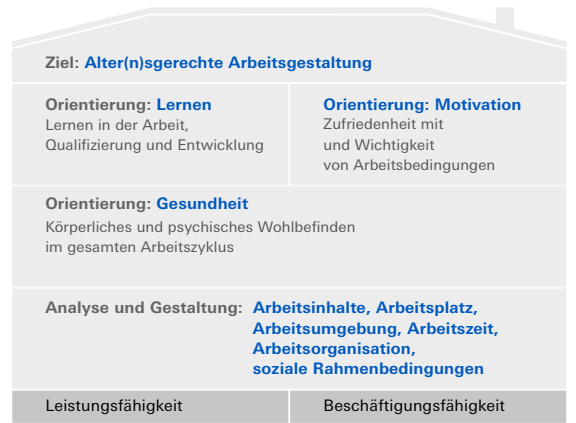 Ziel: Alter(n)sgerechte Arbeitsgestaltung
Orientierung: Lernen
Lernen in der Arbeit,
Qualifizierung und Entwicklung
Orientierung: Motivation
Zufriedenheit mit
und Wichtigkeit
von Arbeitsbedingungen
Orientierung: Gesundheit
Körperliches und psychisches Wohlbefinden
im gesamten Arbeitszyklus
Analyse und Gestaltung: Arbeitsinhalte, Arbeitsplatz,
Arbeitsumgebung, Arbeitszeit,
Arbeitsorganisation,
soziale Rahmenbedingungen
Leistungsfähigkeit
Beschäftigungsfähigkeit